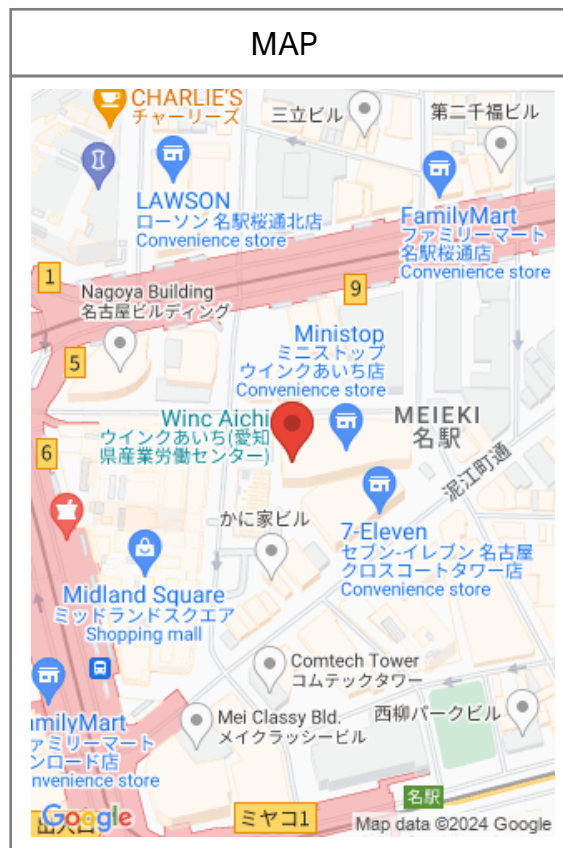 MAP
CHARLIE'S
チャーリーズ
三立ビル
第二千福ビル
LAWSON
ローソン 名駅桜通北店
Convenience store
FamilyMart
ファミリーマート
名駅桜通店
Convenience store
1
9
Nagoya Building
名古屋ビルディング
5
Ministop
ミニストップ
ウインクあいち店
Convenience store
Winc Aichi
ウインクあいち(愛知
県産業労働センター)
MEIEKI
名駅
6
泥江町通
かに家ビル
7-Eleven
セブン-イレブン 名古屋
クロスコートタワー店
Convenience store
Midland Square
ミッドランドスクエア
Shopping mall
Comtech Tower
コムテックタワー
amilyMart
ァミリーマート
ンロード店
nvenience store
Mei Classy Bld.
メイクラッシービル
西柳パークビル
名駅
Google
ミヤコ1
Map data ©2024 Google